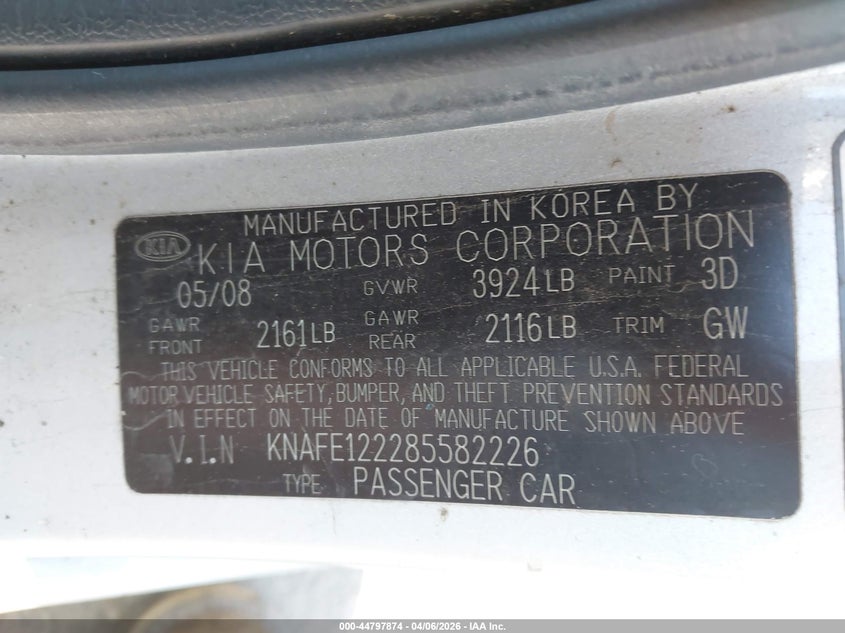 MANUFACTURED IN KOREA BY
KIA KIA MOTORS CORPORATION
05/08 GVWR 3924LB PAINT 3D
GAWR FRONT 2161LB GAWR REAR 2116LB TRIM GW
THIS VEHICLE CONFORMS TO ALL APPLICABLE U.S.A. FEDERAL
MOTOR VEHICLE SAFETY, BUMPER, AND THEFT PREVENTION STANDARDS
IN EFFECT ON THE DATE OF MANUFACTURE SHOWN ABOVE
V.I.N KNAFE122285582226
TYPE PASSENGER CAR
000-44797874 - 04/06/2026 - IAA Inc.